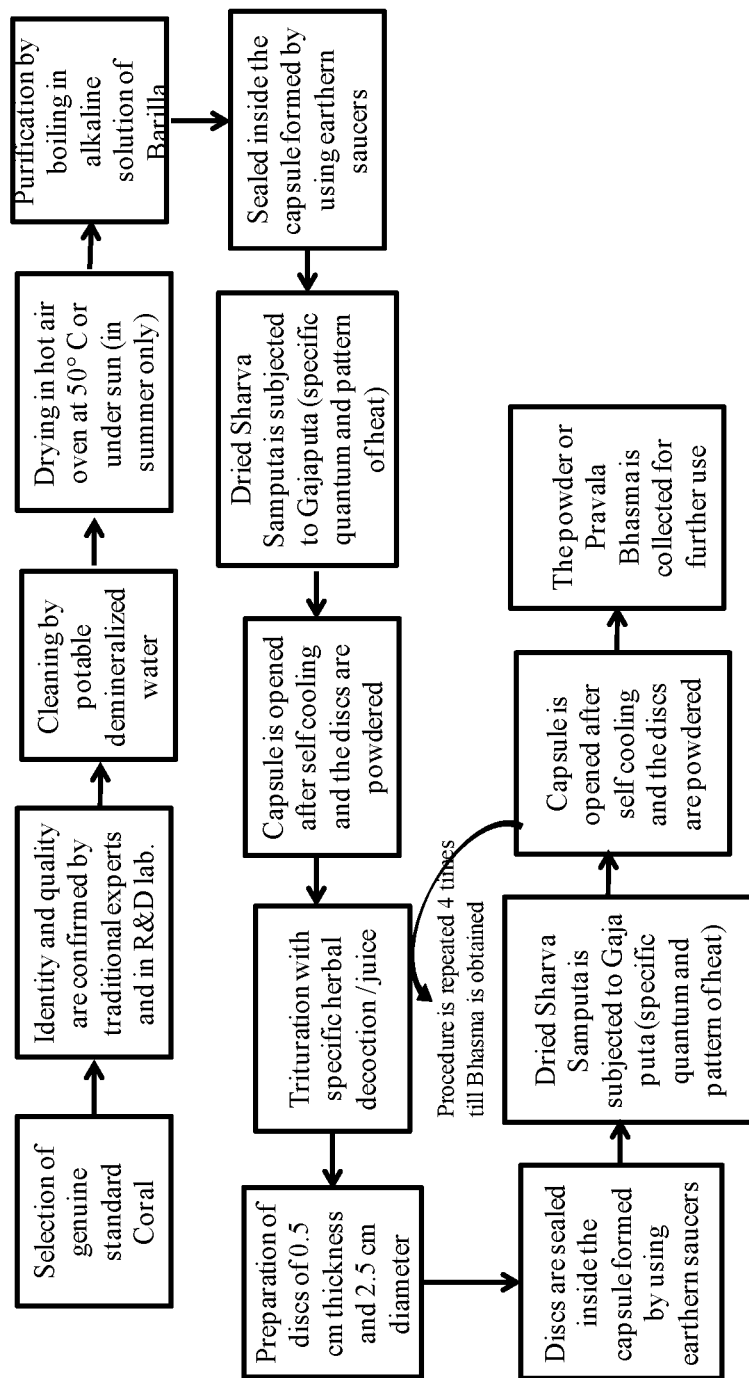 Selection of
genuine
standard
Coral
Identity and quality
are confirmed by
traditional experts
and in R&D lab.
Cleaning by
potable
demineralized
water
Drying in hot air
oven at 50° C or
under sun (in
summer only)
Purification by
boiling in
alkaline
solution of
Barilla
Sealed inside the
capsule formed by
using earthern
saucers
Dried Sharva
Samputa is subjected
to Gajaputa (specific
quantum and pattern
of heat)
Capsule is opened
after self cooling
and the discs are
powdered
Trituration with
specific herbal
decoction / juice
Preparation of
discs of 0.5
cm thickness
and 2.5 cm
diameter
Discs are sealed
inside the
capsule formed
by using
earthern saucers
Dried Sharva
Samputa is
subjected to Gaja
puta (specific
quantum and
pattern of heat)
Capsule is
opened after
self cooling
and the discs
are powdered
Procedure is repeated 4 times
till Bhasma is obtained
The powder or
Pravala
Bhasma is
collected for
further use